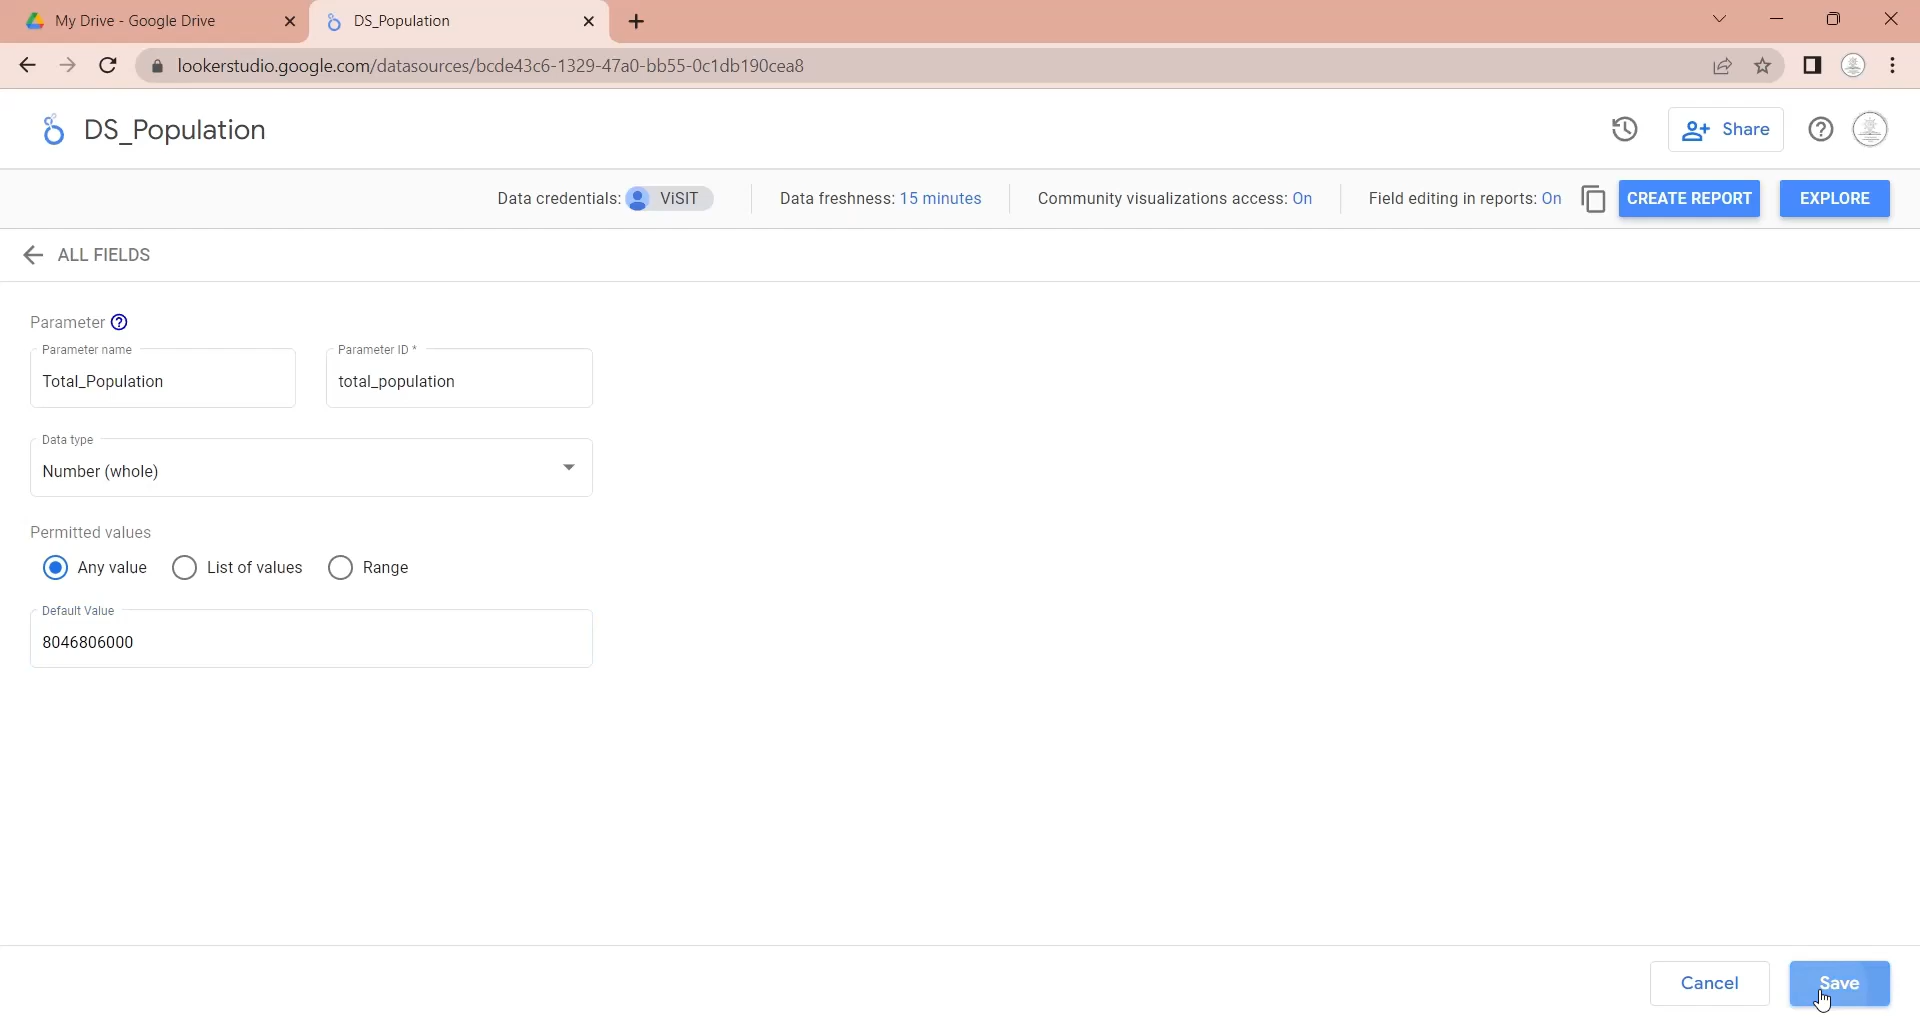 My Drive - Google Drive
DS_Population
lookerstudio.google.com/datasources/bcde43c6-1329-47a0-bb55-0c1db190cea8
DS_Population
Share
Data credentials: ViSIT
Data freshness: 15 minutes
Community visualizations access: On
Field editing in reports: On
CREATE REPORT
EXPLORE
ALL FIELDS
Parameter
Parameter name
Total_Population
Parameter ID *
total_population
Data type
Number (whole)
Permitted values
Any value
List of values
Range
Default Value
8046806000
Cancel
Save